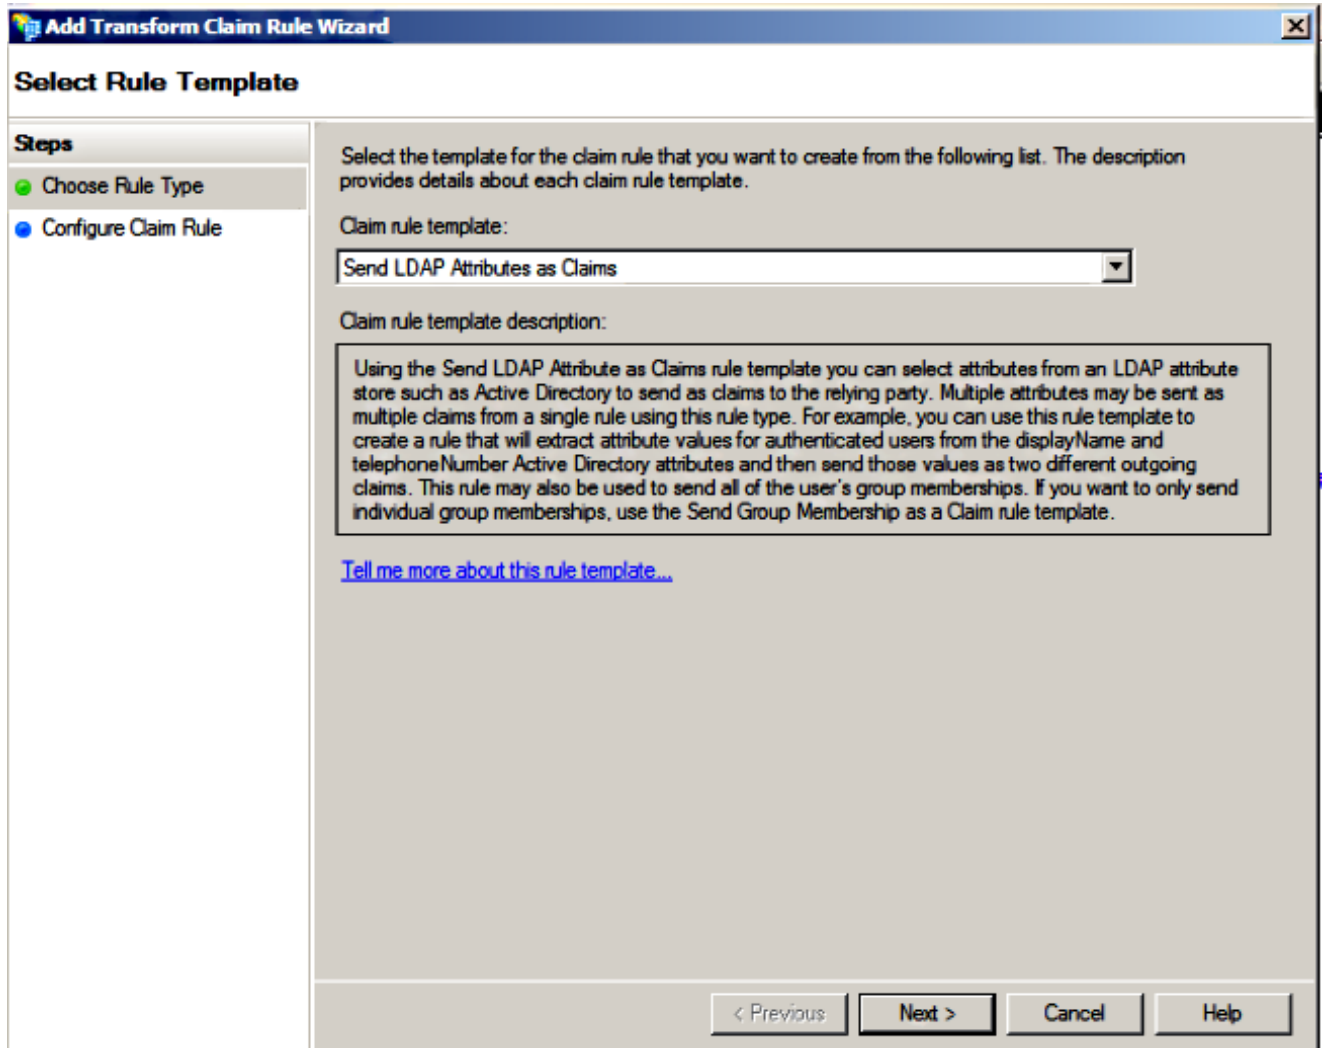 Add Transform Claim Rule Wizard
Select Rule Template
Steps
Choose Rule Type
Configure Claim Rule
Select the template for the claim rule that you want to create from the following list. The description
provides details about each claim rule template.
Claim rule template:
Send LDAP Attributes as Claims
Claim rule template description:
Using the Send LDAP Attribute as Claims rule template you can select attributes from an LDAP attribute
store such as Active Directory to send as claims to the relying party. Multiple attributes may be sent as
multiple claims from a single rule using this rule type. For example, you can use this rule template to
create a rule that will extract attribute values for authenticated users from the displayName and
telephoneNumber Active Directory attributes and then send those values as two different outgoing
claims. This rule may also be used to send all of the user's group memberships. If you want to only send
individual group memberships, use the Send Group Membership as a Claim rule template.
Tell me more about this rule template...
< Previous
Next >
Cancel
Help